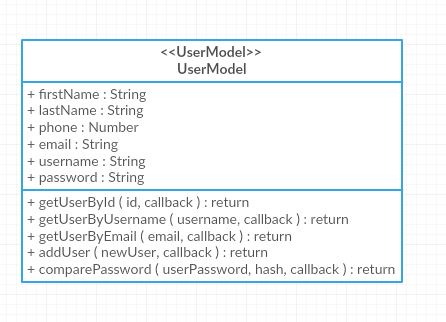 <<UserModel>>
UserModel
+ firstName : String
+ lastName : String
+ phone : Number
+ email : String
+ username : String
+ password : String
+ getUserById ( id, callback ) : return
+ getUserByUsername ( username, callback ) : return
+ getUserByEmail ( email, callback ) : return
+ addUser ( newUser, callback ) : return
+ comparePassword ( userPassword, hash, callback ) : return